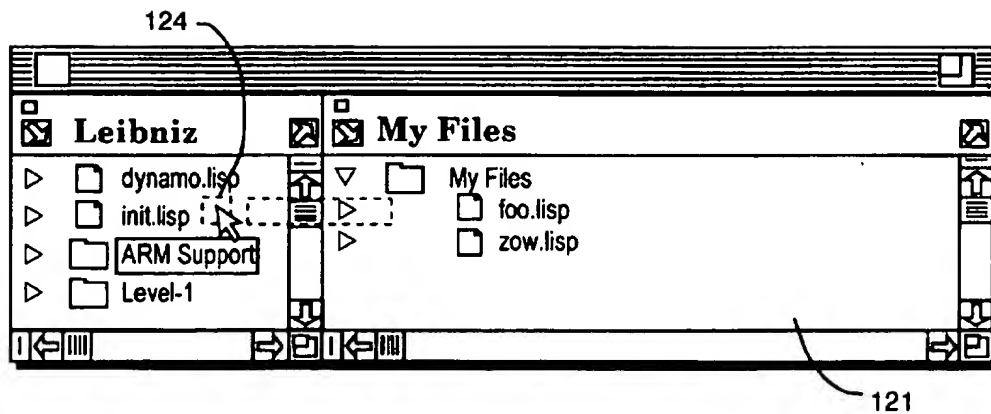 124
Leibniz
My Files
dynamo.lisp
init.lisp
ARM Support
Level-1
My Files
foo.lisp
zow.lisp
121